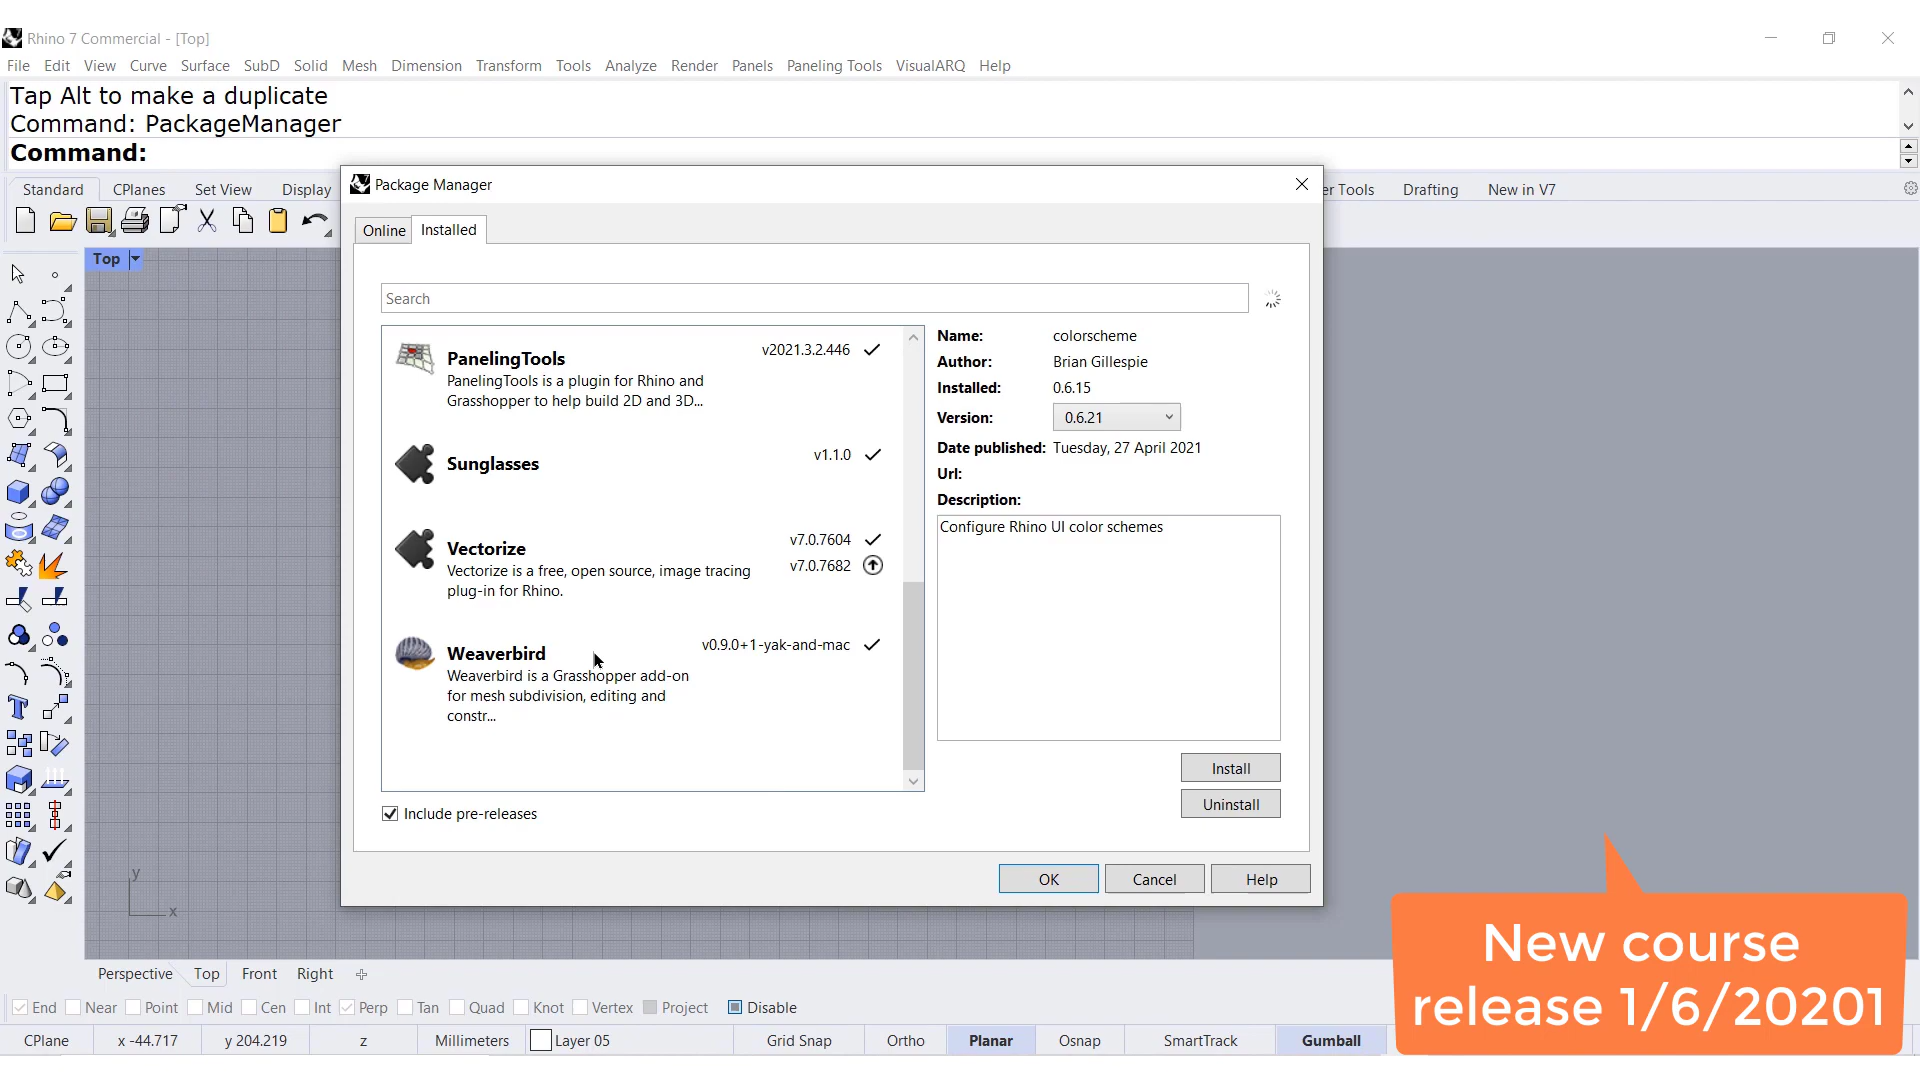 Rhino 7 Commercial - [Top]
File Edit View Curve Surface SubD Solid Mesh Dimension Transform Tools Analyze Render Panels Paneling Tools VisualARQ Help
Tap Alt to make a duplicate
Command: PackageManager
Command:
Standard CPlanes Set View Display er Tools Drafting New in V7
Package Manager
Online Installed
Top
Search
PanelingTools v2021.3.2.446
PanelingTools is a plugin for Rhino and
Grasshopper to help build 2D and 3D...
Sunglasses v1.1.0
Vectorize v7.0.7604
v7.0.7682
Vectorize is a free, open source, image tracing
plug-in for Rhino.
Weaverbird v0.9.0+1-yak-and-mac
Weaverbird is a Grasshopper add-on
for mesh subdivision, editing and
constr...
Name: colorscheme
Author: Brian Gillespie
Installed: 0.6.15
Version: 0.6.21
Date published: Tuesday, 27 April 2021
Url:
Description:
Configure Rhino UI color schemes
Install
Uninstall
Include pre-releases
OK Cancel Help
y
x
New course
release 1/6/20201
Perspective Top Front Right
End Near Point Mid Cen Int Perp Tan Quad Knot Vertex Project Disable
CPlane x -44.717 y 204.219 z Millimeters Layer 05 Grid Snap Ortho Planar Osnap SmartTrack Gumball